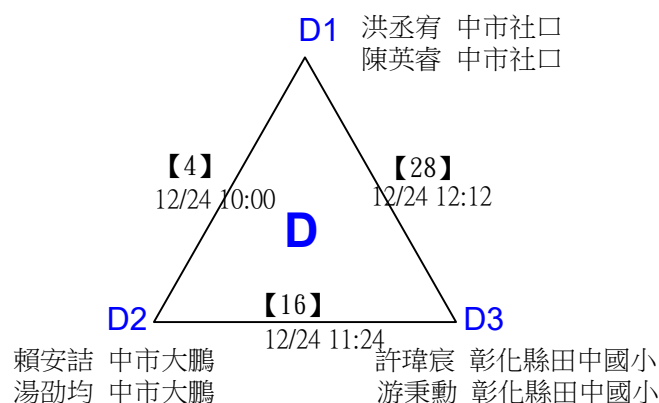 D1
洪丞宥 中市社口
陳英睿 中市社口
【4】
12/24 10:00
【28】
12/24 12:12
D
【16】
12/24 11:24
D2
D3
賴安喆 中市大鵬
湯劭均 中市大鵬
許瑋宸 彰化縣田中國小
游秉勳 彰化縣田中國小